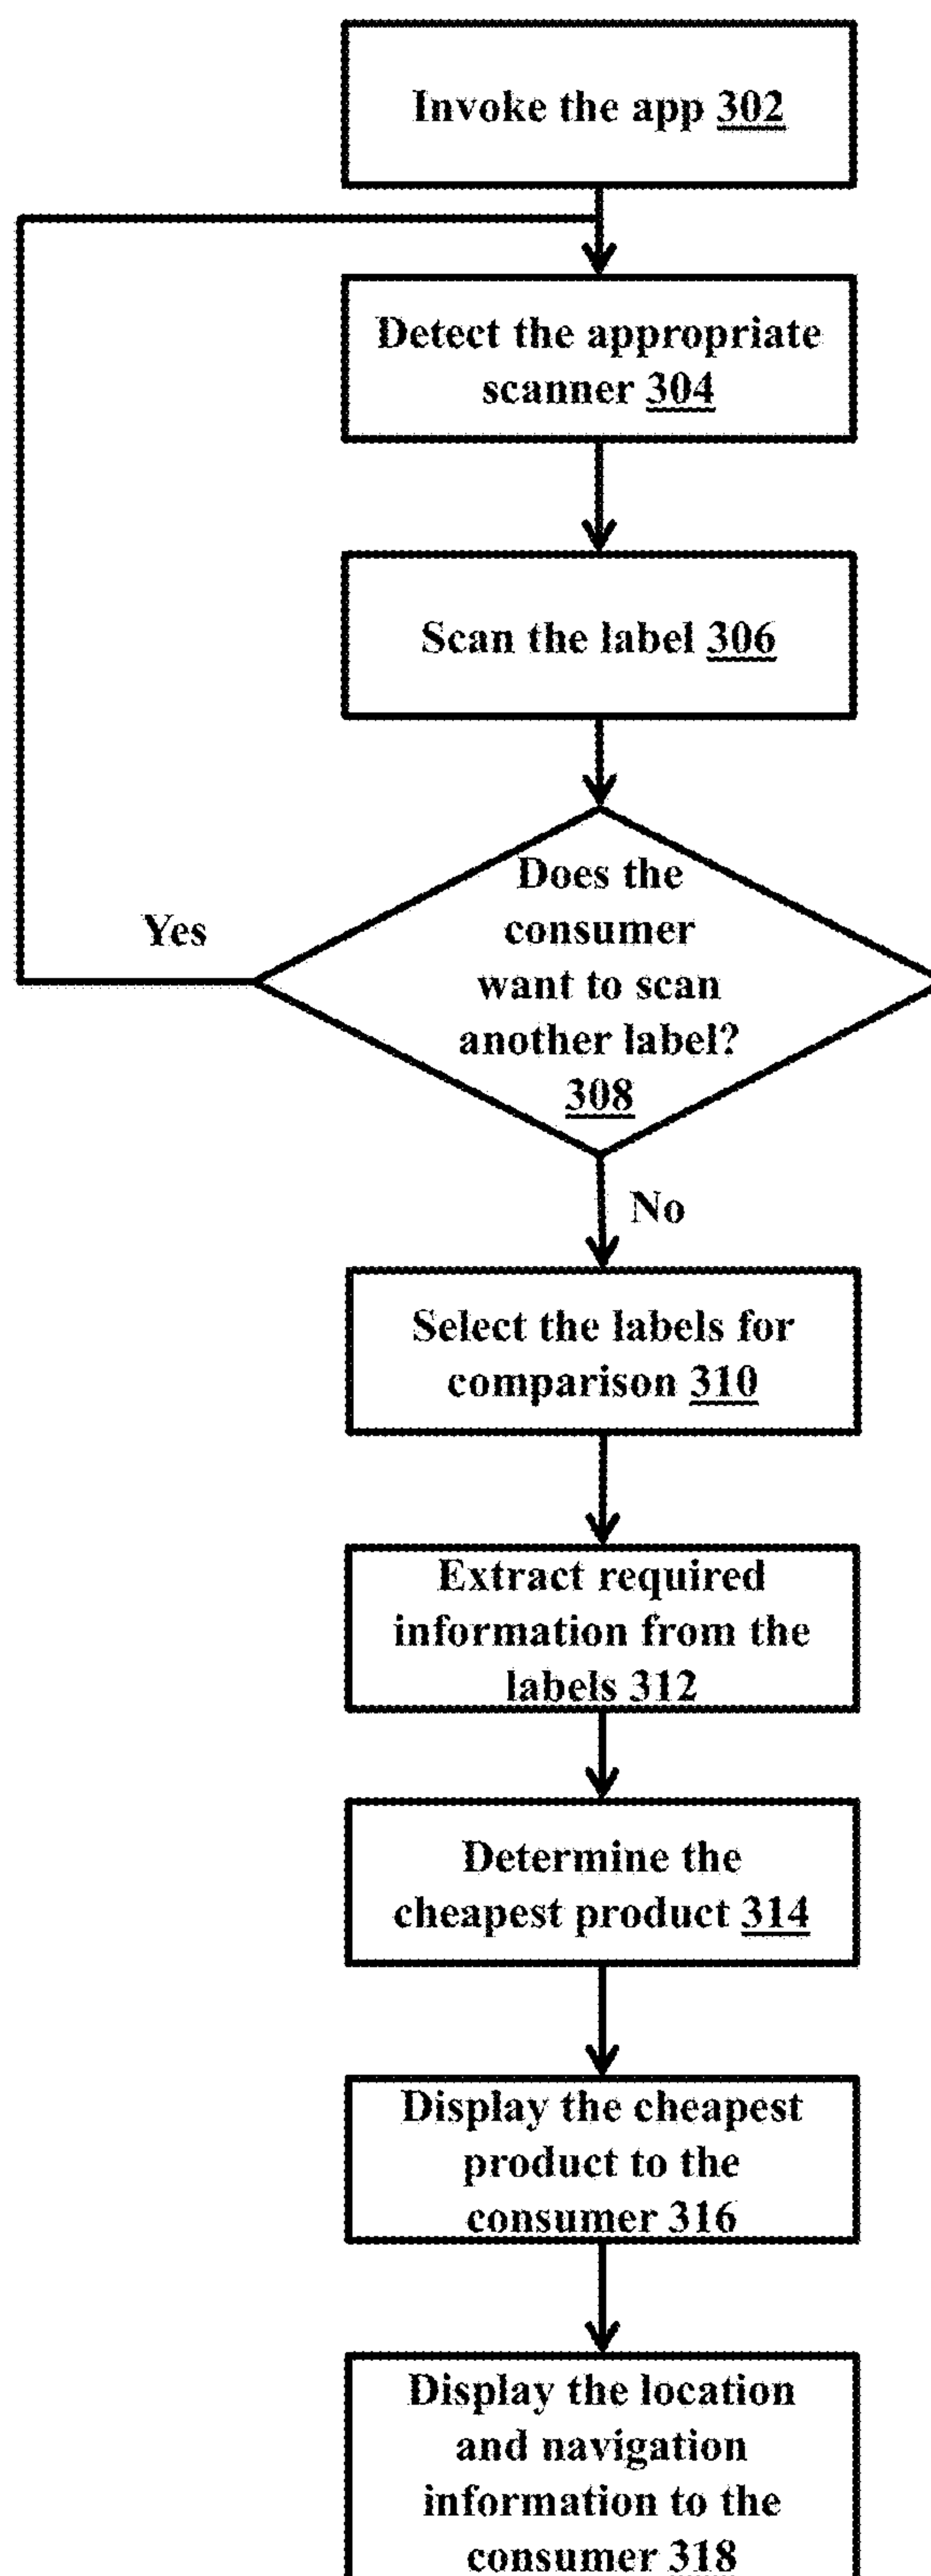 Invoke the app 302
Detect the appropriate
scanner 304
Scan the label 306
Does the
consumer
want to scan
another label?
308
Yes
No
Select the labels for
comparison 310
Extract required
information from the
labels 312
Determine the
cheapest product 314
Display the cheapest
product to the
consumer 316
Display the location
and navigation
information to the
consumer 318